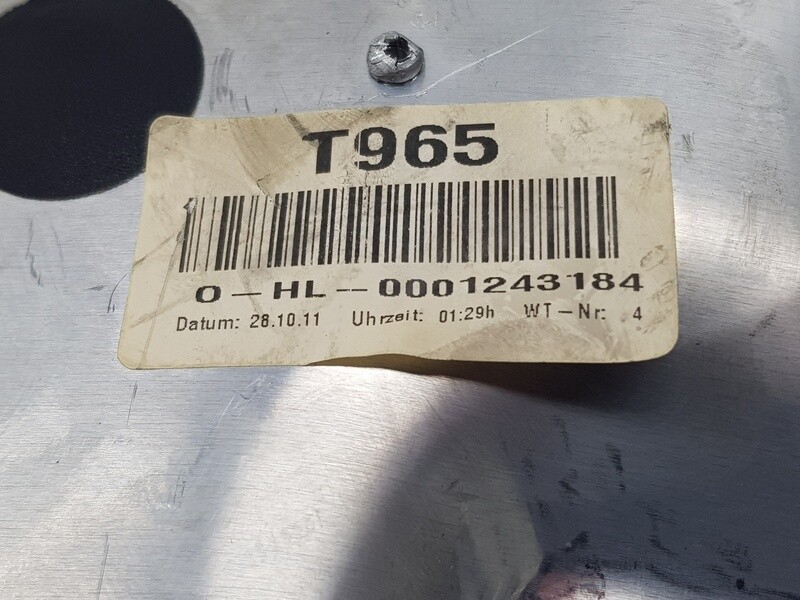 T965
O-HL--0001243184
Datum: 28.10.11 Uhrzeit: 01:29h WT-Nr: 4